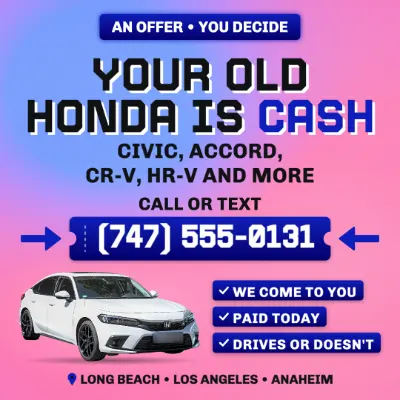 AN OFFER • YOU DECIDE
YOUR OLD
HONDA IS CASH
CIVIC, ACCORD,
CR-V, HR-V AND MORE
CALL OR TEXT
(747) 555-0131
WE COME TO YOU
PAID TODAY
DRIVES OR DOESN'T
LONG BEACH • LOS ANGELES • ANAHEIM